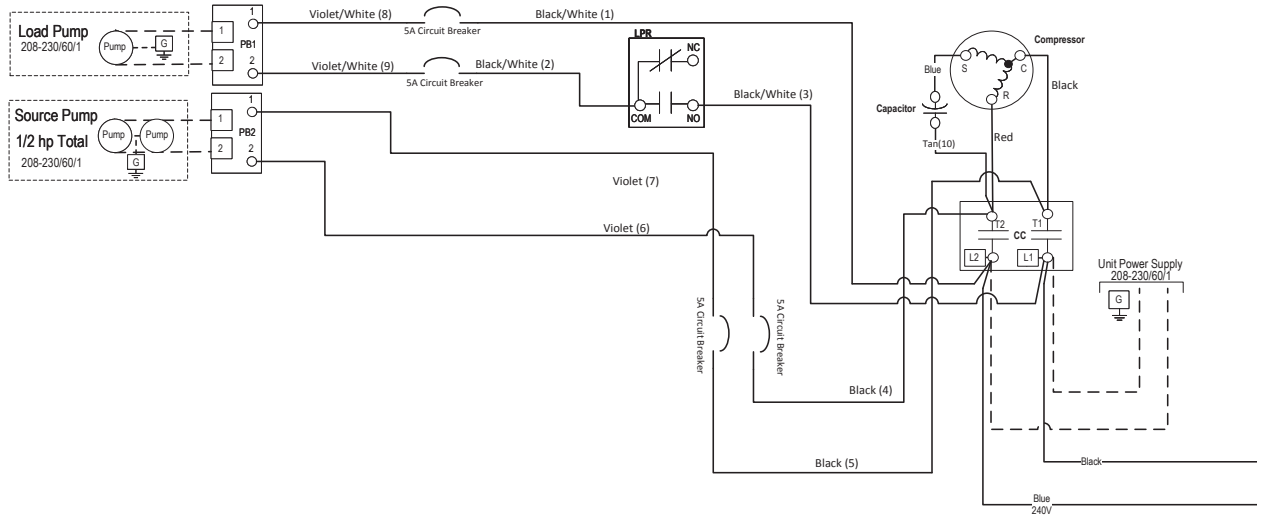 Load Pump
208-230/60/1
Pump
G
1
2
1
PB1
2
Violet/White (8)
5A Circuit Breaker
Black/White (1)
Violet/White (9)
5A Circuit Breaker
Black/White (2)
LPR
NC
COM
NO
Black/White (3)
Source Pump
1/2 hp Total
208-230/60/1
Pump
Pump
G
1
2
1
PB2
2
Violet (7)
Violet (6)
5A Circuit Breaker
5A Circuit Breaker
Black (4)
Black (5)
Compressor
S
C
R
Blue
Black
Capacitor
Tan(10)
Red
T2
T1
CC
L2
L1
Unit Power Supply
208-230/60/1
G
Black
Blue
240V